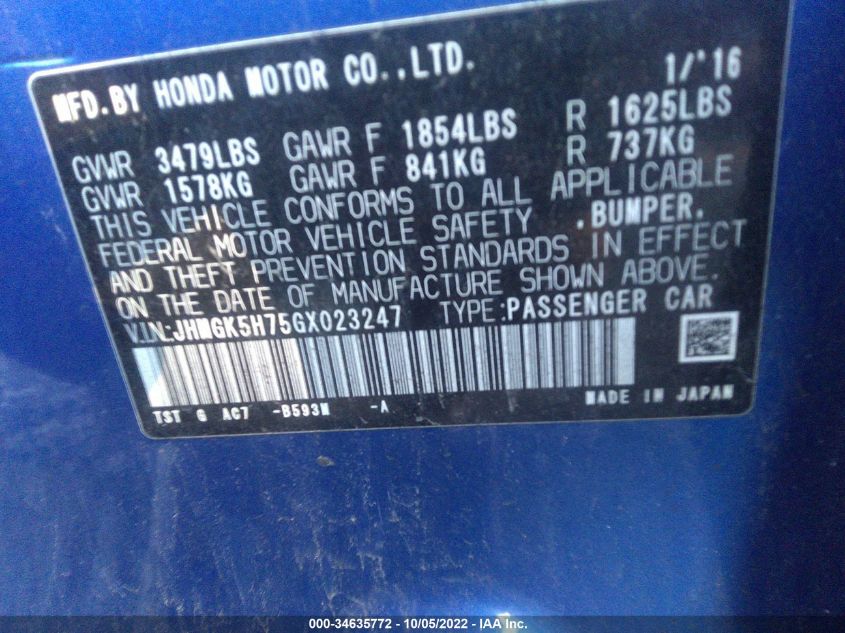 MFD.BY HONDA MOTOR CO.,LTD. 1/'16
GVWR 3479LBS GAWR F 1854LBS R 1625LBS
GVWR 1578KG GAWR F 841KG R 737KG
THIS VEHICLE CONFORMS TO ALL APPLICABLE
FEDERAL MOTOR VEHICLE SAFETY ,BUMPER,
AND THEFT PREVENTION STANDARDS IN EFFECT
ON THE DATE OF MANUFACTURE SHOWN ABOVE.
V.I.N:JHMGK5H75GX023247 TYPE:PASSENGER CAR
TST G AC7 -B593M -A MADE IN JAPAN
000-34635772 - 10/05/2022 - IAA Inc.